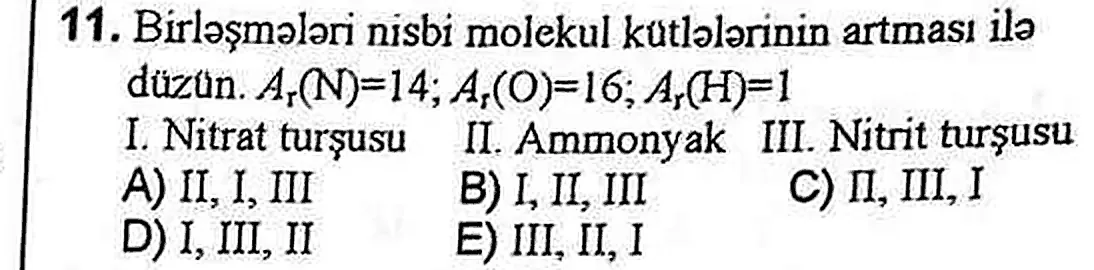 11. Birləşmələri nisbi molekul kütlələrinin artması ilə
düzün. Aᵣ(N)=14; Aᵣ(O)=16; Aᵣ(H)=1
I. Nitrat turşusu II. Ammonyak III. Nitrit turşusu
A) II, I, III B) I, II, III C) II, III, I
D) I, III, II E) III, II, I